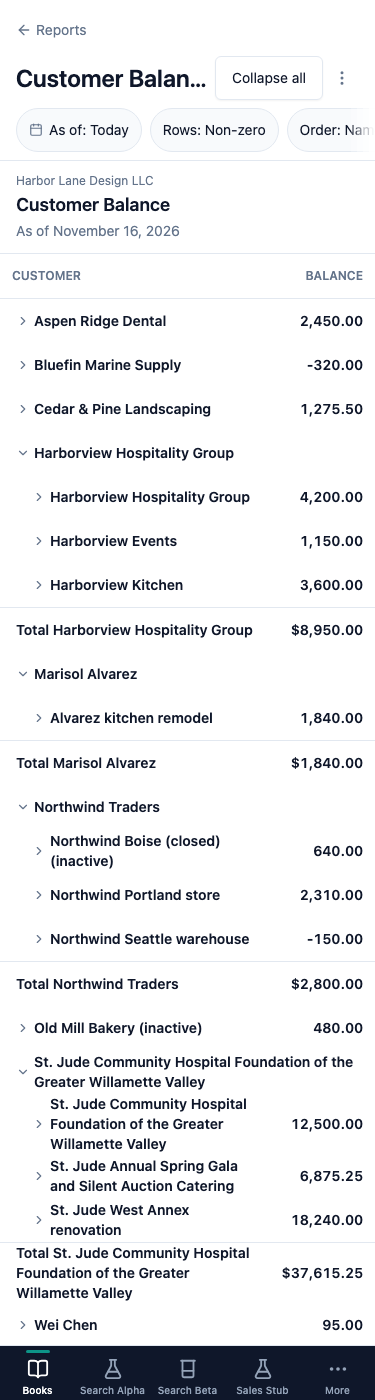 Reports
Customer Balan...
Collapse all
As of: Today
Rows: Non-zero
Order: Nam
Harbor Lane Design LLC
Customer Balance
As of November 16, 2026
CUSTOMER BALANCE
Aspen Ridge Dental 2,450.00
Bluefin Marine Supply -320.00
Cedar & Pine Landscaping 1,275.50
Harborview Hospitality Group
Harborview Hospitality Group 4,200.00
Harborview Events 1,150.00
Harborview Kitchen 3,600.00
Total Harborview Hospitality Group $8,950.00
Marisol Alvarez
Alvarez kitchen remodel 1,840.00
Total Marisol Alvarez $1,840.00
Northwind Traders
Northwind Boise (closed)
(inactive) 640.00
Northwind Portland store 2,310.00
Northwind Seattle warehouse -150.00
Total Northwind Traders $2,800.00
Old Mill Bakery (inactive) 480.00
St. Jude Community Hospital Foundation of the
Greater Willamette Valley
St. Jude Community Hospital
Foundation of the Greater 12,500.00
Willamette Valley
St. Jude Annual Spring Gala
and Silent Auction Catering 6,875.25
St. Jude West Annex
renovation 18,240.00
Total St. Jude Community Hospital
Foundation of the Greater $37,615.25
Willamette Valley
Wei Chen 95.00
Books Search Alpha Search Beta Sales Stub More